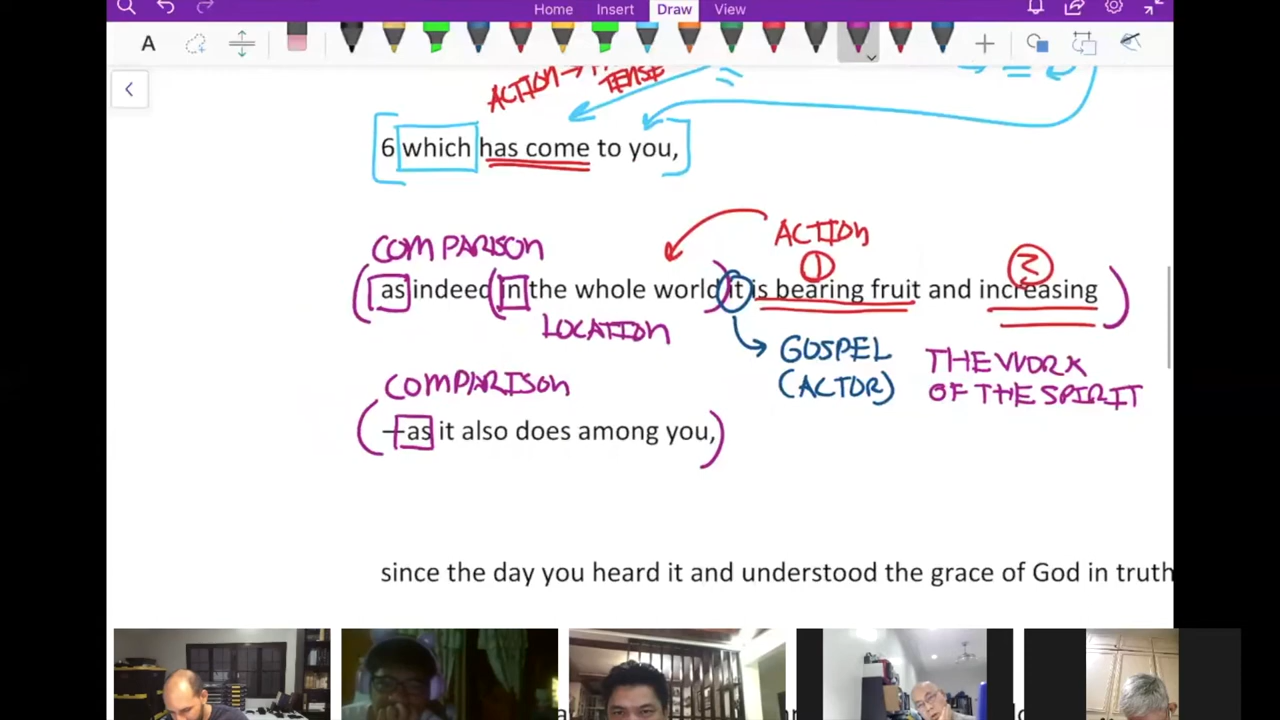 Home Insert Draw View
A
ACTION →
TENSE
6 which has come to you,
COMPARISON
ACTION
1 2
as indeed in the whole world it is bearing fruit and increasing
LOCATION
GOSPEL
(ACTOR)
THE WORK
OF THE SPIRIT
COMPARISON
—as it also does among you,
since the day you heard it and understood the grace of God in truth